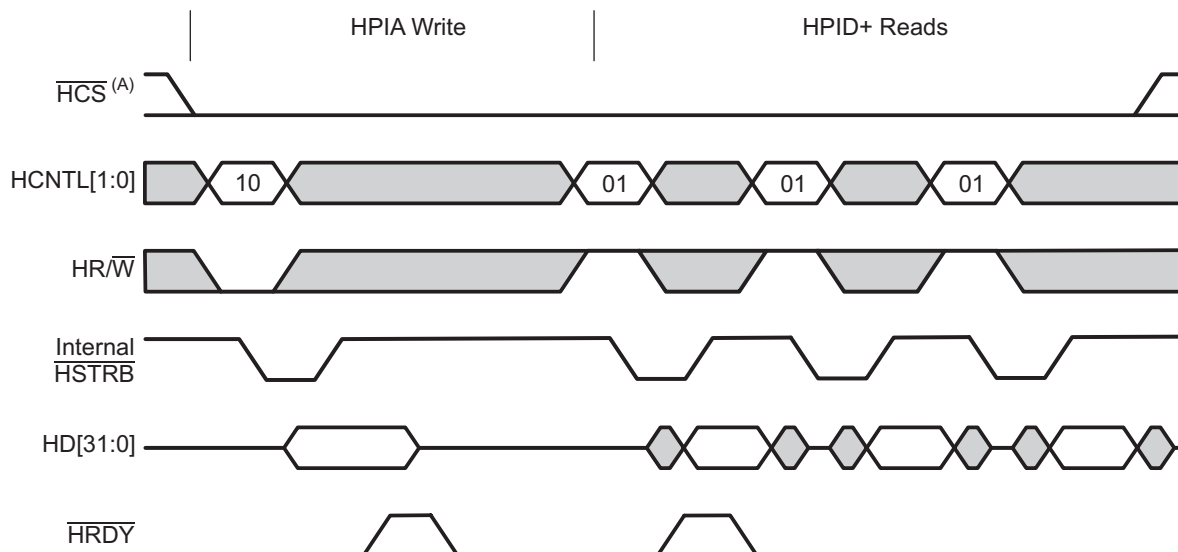 HPIA Write HPID+ Reads
HCS (A)
HCNTL[1:0] 10 01 01 01
HR/W
Internal
HSTRB
HD[31:0]
HRDY